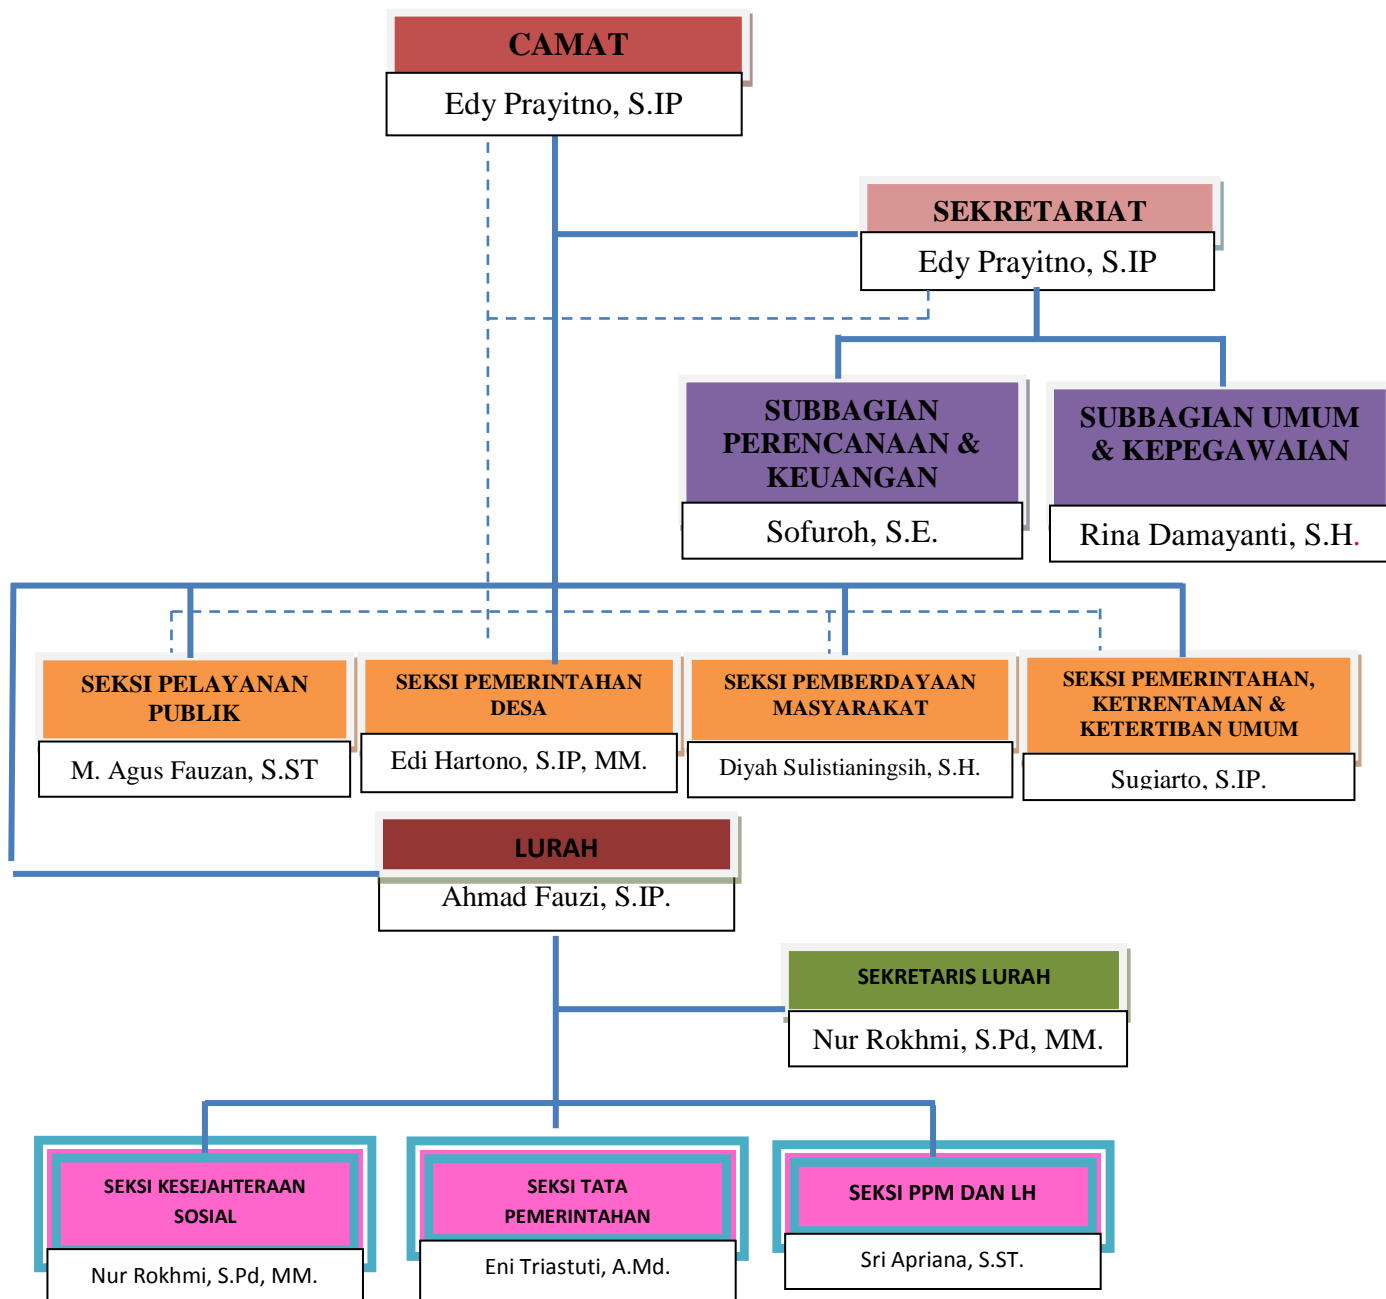 CAMAT
Edy Prayitno, S.IP
SEKRETARIAT
Edy Prayitno, S.IP
SUBBAGIAN
PERENCANAAN &
KEUANGAN
Sofuroh, S.E.
SUBBAGIAN UMUM
& KEPEGAWAIAN
Rina Damayanti, S.H.
SEKSI PELAYANAN
PUBLIK
M. Agus Fauzan, S.ST
SEKSI PEMERINTAHAN
DESA
Edi Hartono, S.IP, MM.
SEKSI PEMBERDAYAAN
MASYARAKAT
Diyah Sulistianingsih, S.H.
SEKSI PEMERINTAHAN,
KETRENTAMAN &
KETERTIBAN UMUM
Sugiarto, S.IP.
LURAH
Ahmad Fauzi, S.IP.
SEKRETARIS LURAH
Nur Rokhmi, S.Pd, MM.
SEKSI KESEJAHTERAAN
SOSIAL
Nur Rokhmi, S.Pd, MM.
SEKSI TATA
PEMERINTAHAN
Eni Triastuti, A.Md.
SEKSI PPM DAN LH
Sri Apriana, S.ST.